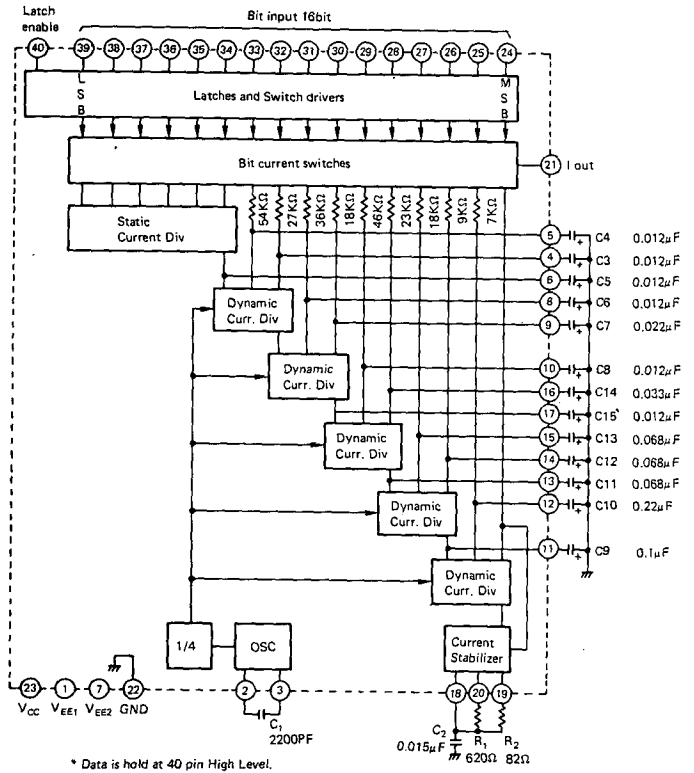 Latch enable
Bit input 16bit
40 39 38 37 36 35 34 33 32 31 30 29 28 27 26 25 24
LSB
Latches and Switch drivers
MSB
Bit current switches
21 I out
54KΩ 27KΩ 36KΩ 18KΩ 46KΩ 23KΩ 18KΩ 9KΩ 7KΩ
Static Current Div
5 + C4 0.012μF
4 + C3 0.012μF
6 + C5 0.012μF
8 + C6 0.012μF
9 + C7 0.022μF
10 + C8 0.012μF
16 + C14 0.033μF
17 + C15 0.012μF
15 + C13 0.068μF
14 + C12 0.068μF
13 + C11 0.068μF
12 + C10 0.22μF
11 + C9 0.1μF
Dynamic Curr. Div
Dynamic Curr. Div
Dynamic Curr. Div
Dynamic Curr. Div
Dynamic Curr. Div
1/4
OSC
Current Stabilizer
23 1 7 22 2 3 18 20 19
VCC VEE1 VEE2 GND
C1
2200PF
C2
0.015μF
R1
620Ω
R2
82Ω
* Data is hold at 40 pin High Level.